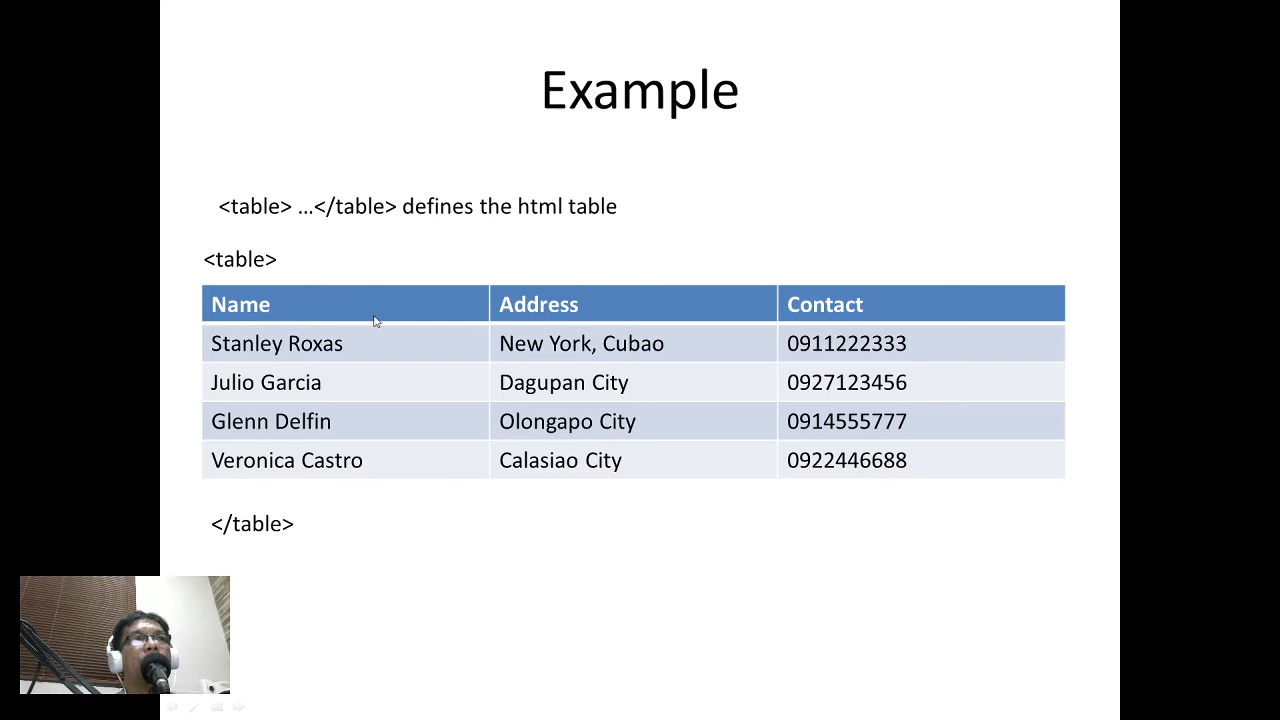 Example
<table> ...</table> defines the html table
<table>
Name Address Contact
Stanley Roxas New York, Cubao 0911222333
Julio Garcia Dagupan City 0927123456
Glenn Delfin Olongapo City 0914555777
Veronica Castro Calasiao City 0922446688
</table>